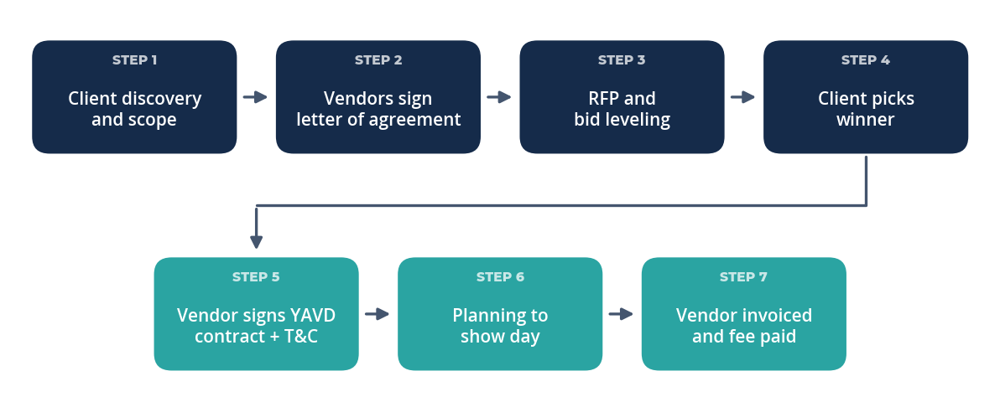 STEP 1
Client discovery
and scope
STEP 2
Vendors sign
letter of agreement
STEP 3
RFP and
bid leveling
STEP 4
Client picks
winner
STEP 5
Vendor signs YAVD
contract + T&C
STEP 6
Planning to
show day
STEP 7
Vendor invoiced
and fee paid